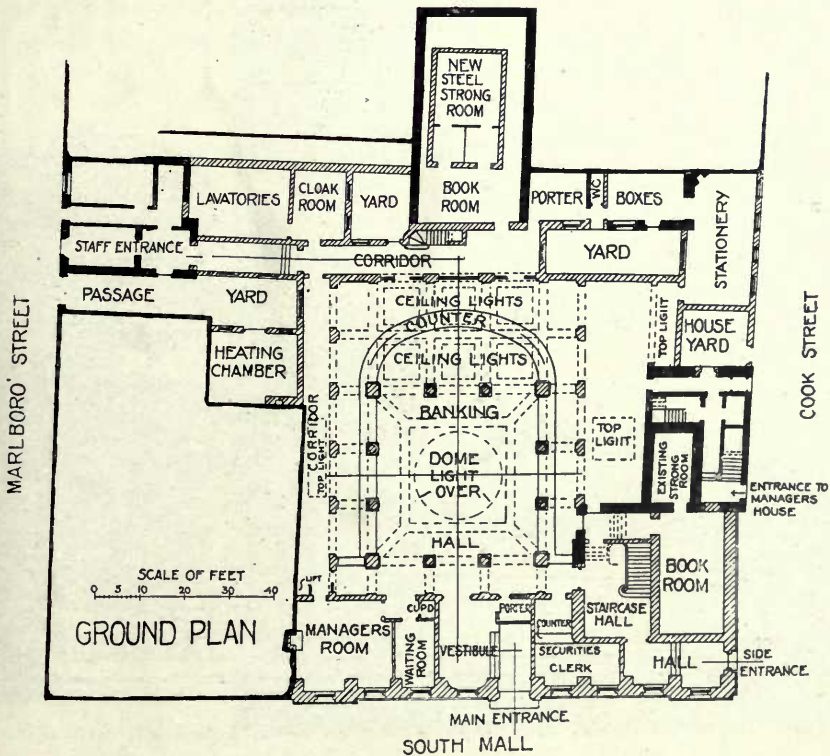 NEW
STEEL
STRONG
ROOM
BOOK
ROOM
LAVATORIES
CLOAK
ROOM
YARD
PORTER
WC
BOXES
STATIONERY
STAFF ENTRANCE
CORRIDOR
YARD
PASSAGE
YARD
HEATING
CHAMBER
CEILING LIGHTS
COUNTER
CEILING LIGHTS
TOP LIGHT
HOUSE
YARD
MARLBORO' STREET
COOK STREET
BANKING
DOME
LIGHT
OVER
HALL
CORRIDOR
TOP LIGHT
TOP
LIGHT
EXISTING
STRONG
ROOM
ENTRANCE TO
MANAGERS
HOUSE
BOOK
ROOM
SCALE OF FEET
0 5 10 20 30 40
GROUND PLAN
LIFT
MANAGERS
ROOM
CUPD
WAITING
ROOM
VESTIBULE
PORTER
COUNTER
SECURITIES
CLERK
STAIRCASE
HALL
HALL
SIDE
ENTRANCE
MAIN ENTRANCE
SOUTH MALL